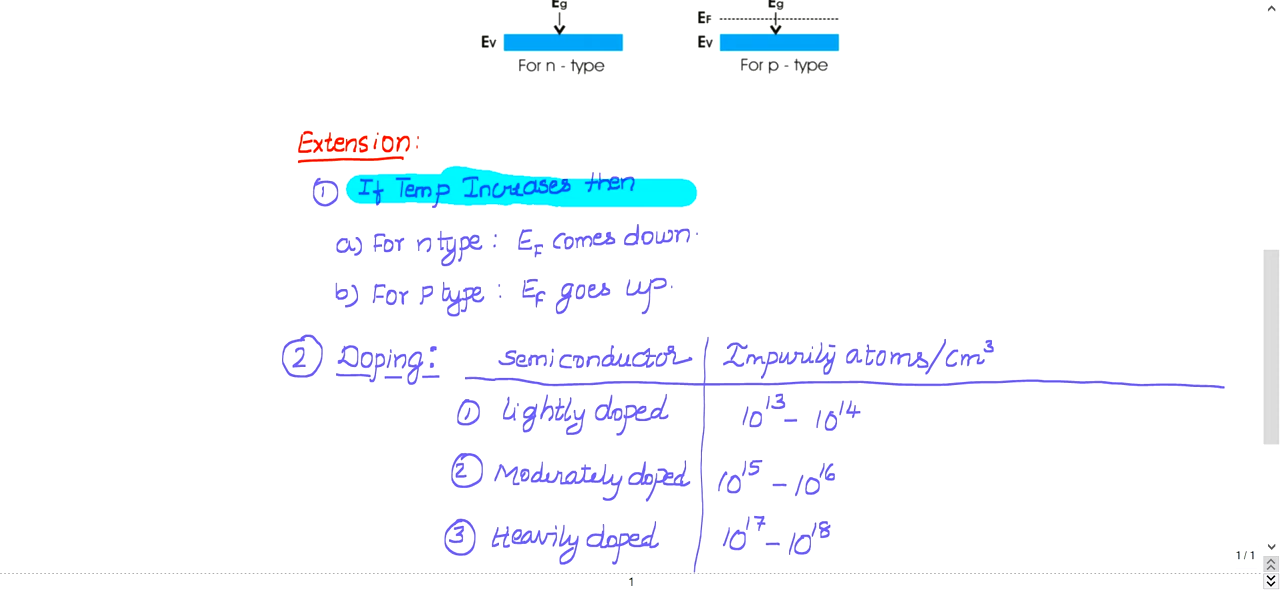 Eg Eg
EF
Ev Ev
For n - type For p - type
Extension:
① If Temp Increases then
a) For n type : EF comes down.
b) For P type : EF goes up.
② Doping: Semiconductor Impurity atoms/cm³
① lightly doped 10¹³ – 10¹⁴
② Moderately doped 10¹⁵ – 10¹⁶
③ Heavily doped 10¹⁷ – 10¹⁸
1 / 1
1